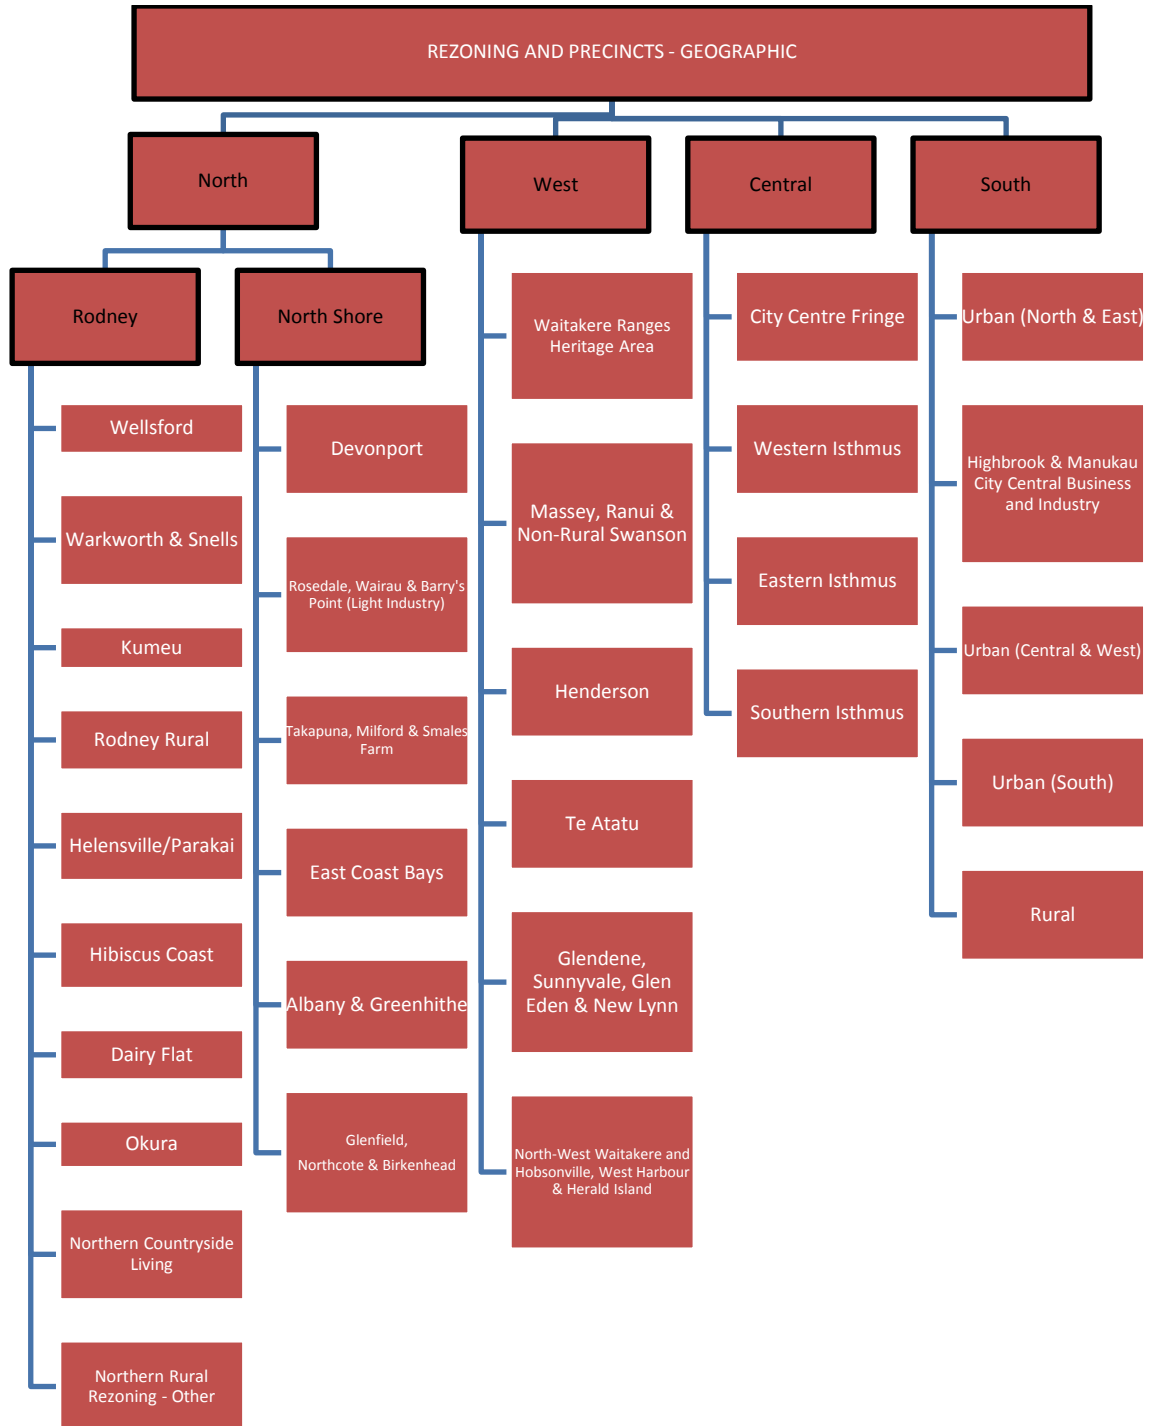 REZONING AND PRECINCTS - GEOGRAPHIC
North
Rodney
Wellsford
Warkworth & Snells
Kumeu
Rodney Rural
Helensville/Parakai
Hibiscus Coast
Dairy Flat
Okura
Northern Countryside
Living
Northern Rural
Rezoning - Other
North Shore
Devonport
Rosedale, Wairau & Barry's
Point (Light Industry)
Takapuna, Milford & Smales
Farm
East Coast Bays
Albany & Greenhithe
Glenfield,
Northcote & Birkenhead
West
Waitakere Ranges
Heritage Area
Massey, Ranui &
Non-Rural Swanson
Henderson
Te Atatu
Glendene,
Sunnyvale, Glen
Eden & New Lynn
North-West Waitakere and
Hobsonville, West Harbour
& Herald Island
Central
City Centre Fringe
Western Isthmus
Eastern Isthmus
Southern Isthmus
South
Urban (North & East)
Highbrook & Manukau
City Central Business
and Industry
Urban (Central & West)
Urban (South)
Rural